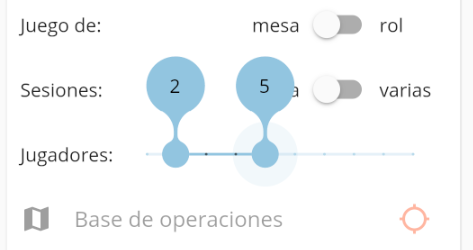 Juego de: mesa rol
Sesiones: varias
2 5
Jugadores:
Base de operaciones